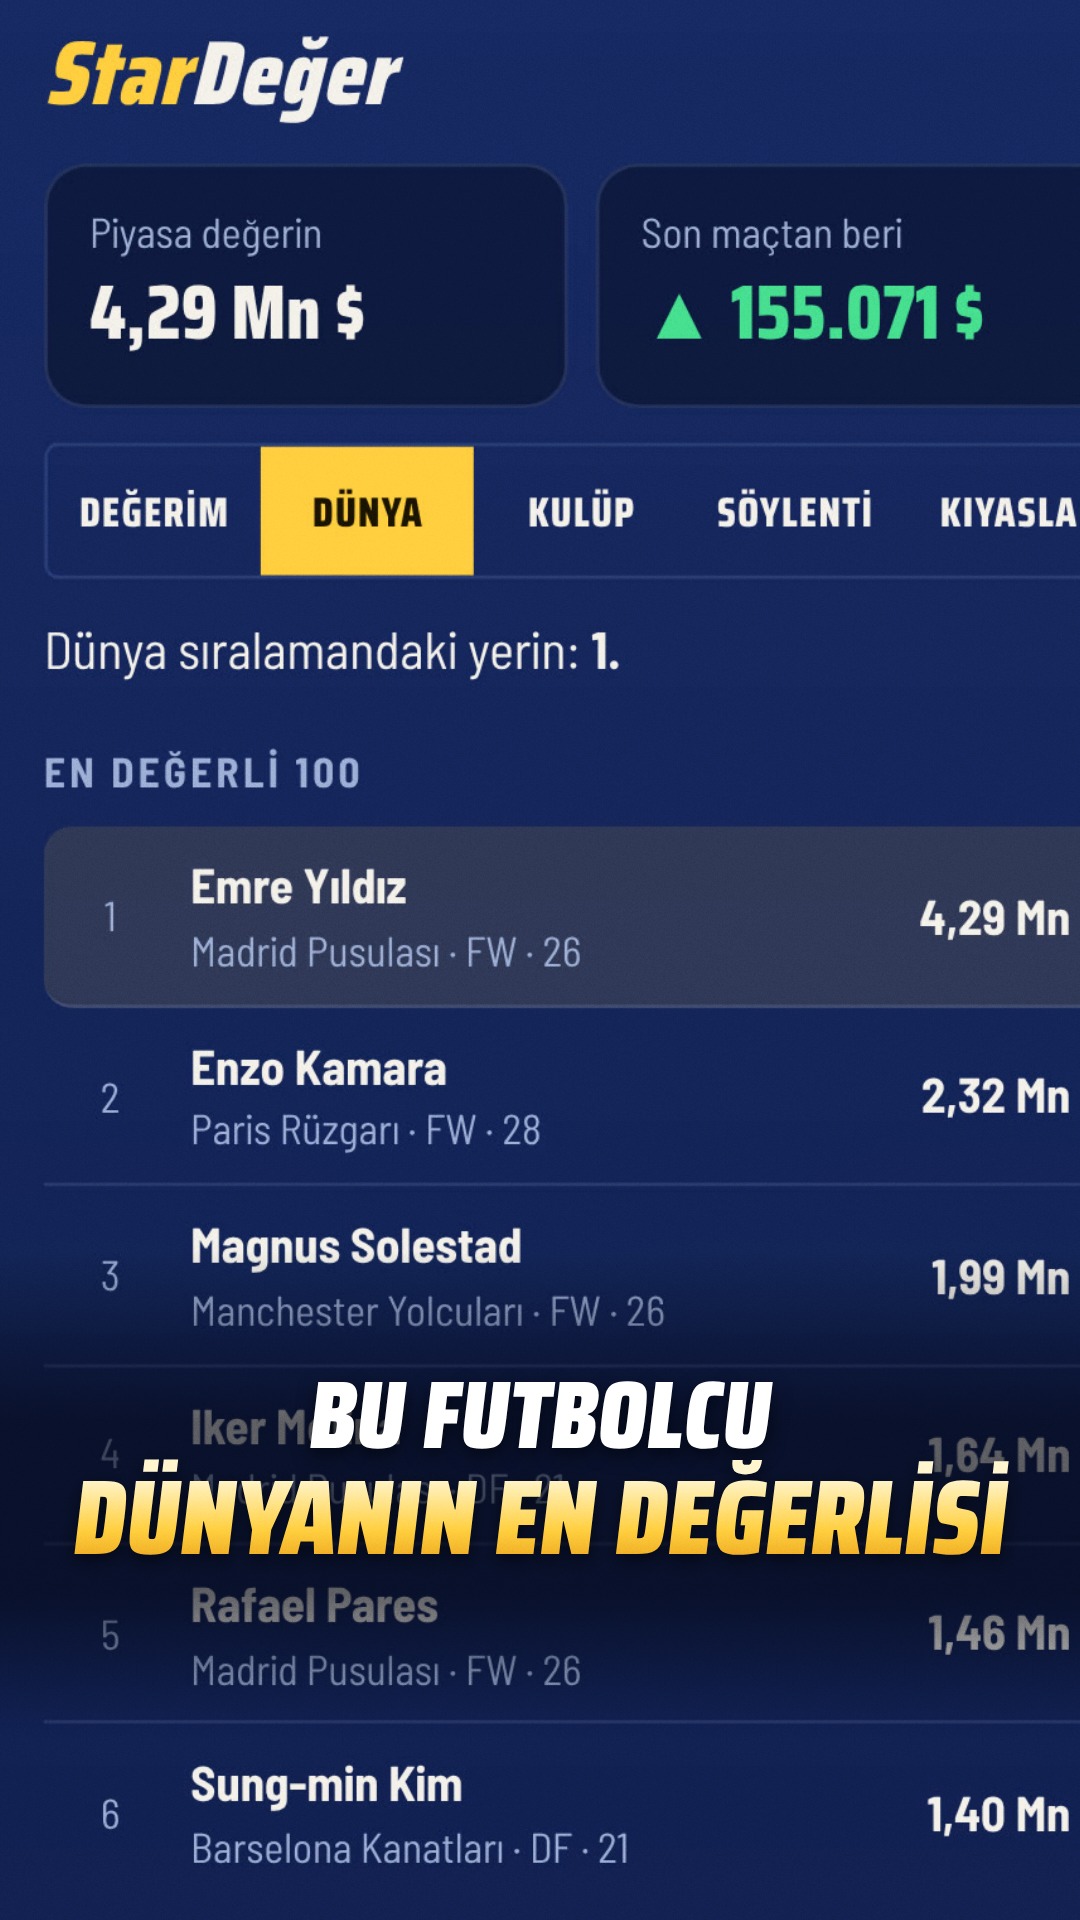 StarDeğer
Piyasa değerin
4,29 Mn $
Son maçtan beri
▲ 155.071 $
DEĞERİM DÜNYA KULÜP SÖYLENTİ KIYASLA
Dünya sıralamandaki yerin: 1.
EN DEĞERLİ 100
1 Emre Yıldız 4,29 Mn
Madrid Pusulası · FW · 26
2 Enzo Kamara 2,32 Mn
Paris Rüzgarı · FW · 28
3 Magnus Solestad 1,99 Mn
Manchester Yolcuları · FW · 26
BU FUTBOLCU
DÜNYANIN EN DEĞERLİSİ
4 Iker 1,64 Mn
5 Rafael Pares 1,46 Mn
Madrid Pusulası · FW · 26
6 Sung-min Kim 1,40 Mn
Barselona Kanatları · DF · 21